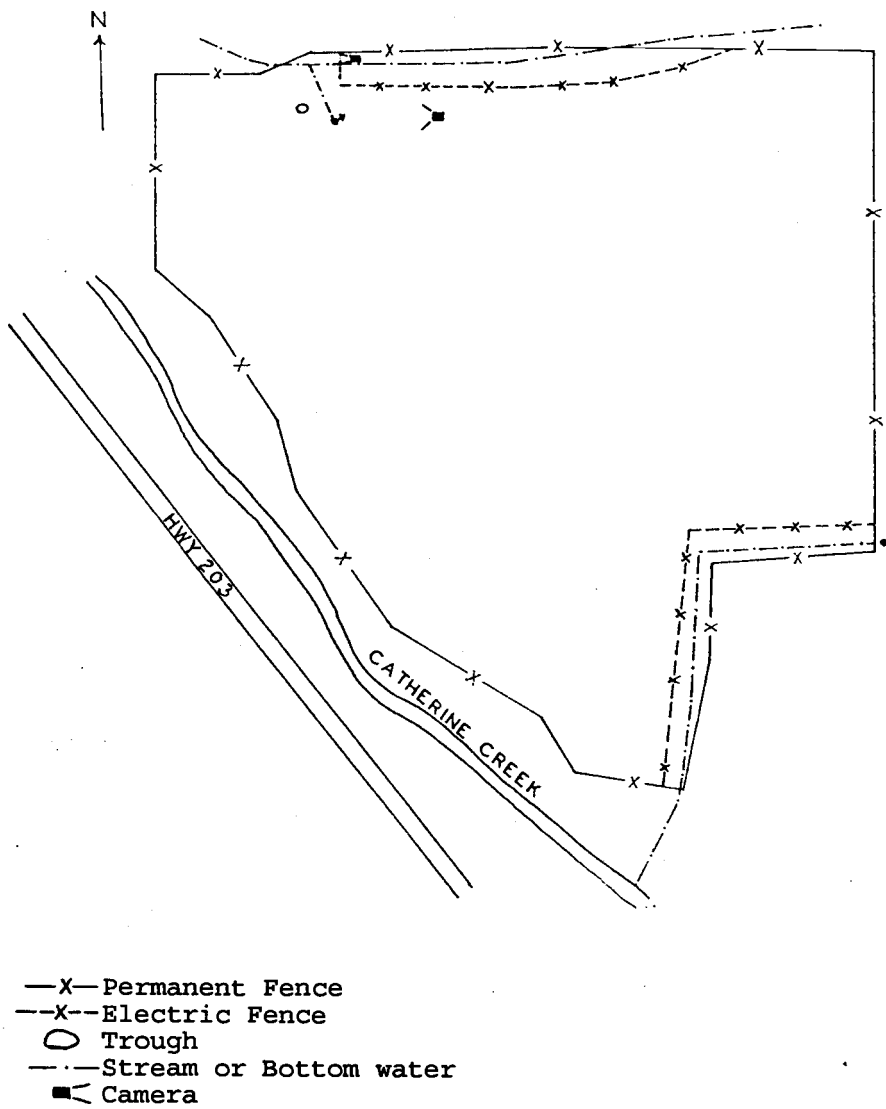 N
HWY 203
CATHERINE CREEK
Permanent Fence
Electric Fence
Trough
Stream or Bottom water
Camera